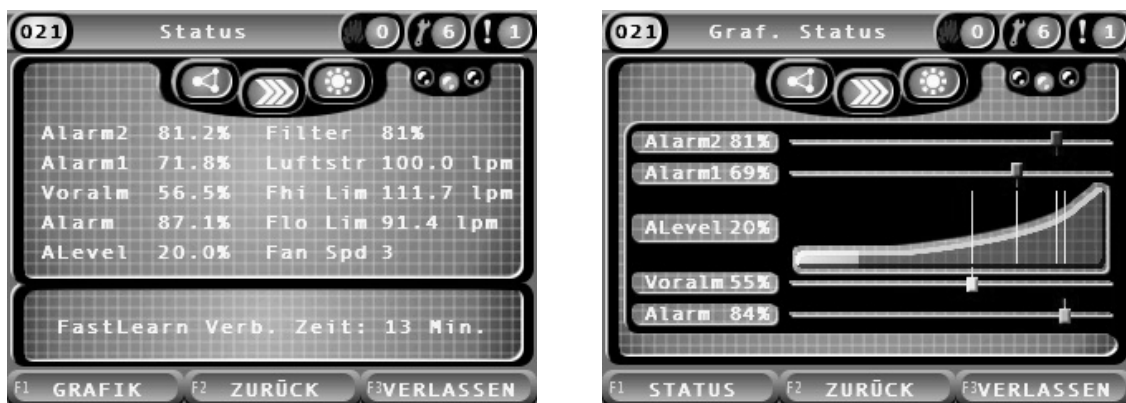 021 Status 0 6 ! 1
Alarm2 81.2% Filter 81%
Alarm1 71.8% Luftstr 100.0 lpm
Voralm 56.5% Fhi Lim 111.7 lpm
Alarm 87.1% Flo Lim 91.4 lpm
ALevel 20.0% Fan Spd 3
FastLearn Verb. Zeit: 13 Min.
F1 GRAFIK F2 ZURÜCK F3 VERLASSEN
021 Graf. Status 0 6 ! 1
Alarm2 81%
Alarm1 69%
ALevel 20%
Voralm 55%
Alarm 84%
F1 STATUS F2 ZURÜCK F3 VERLASSEN